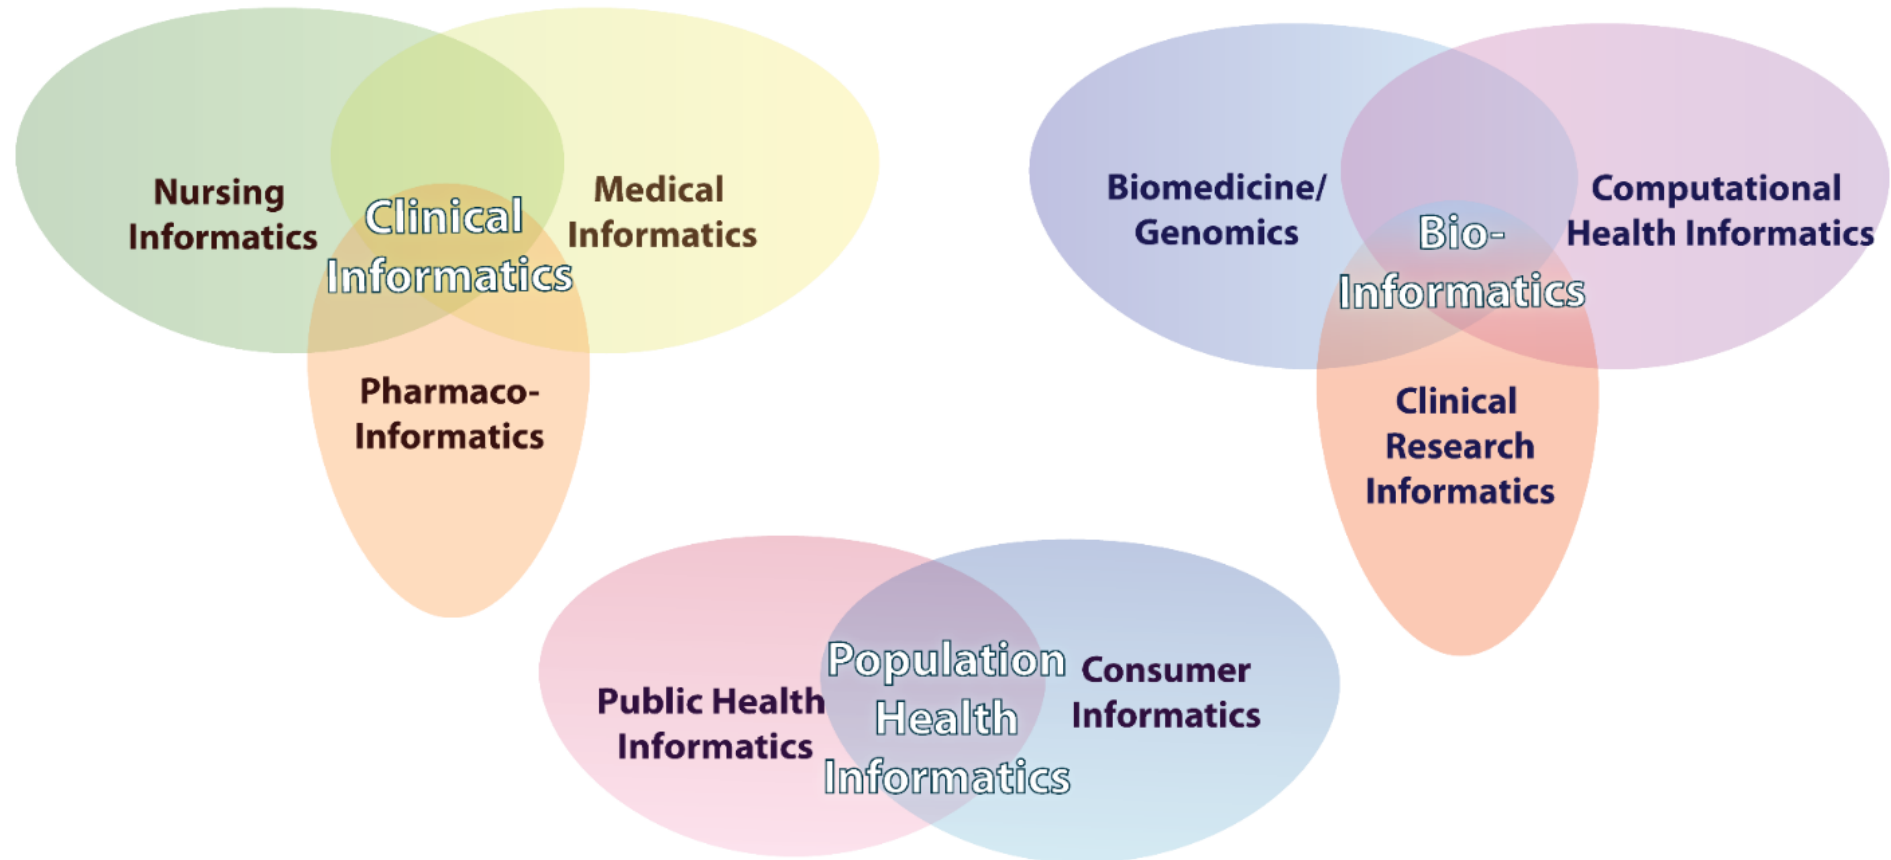 Nursing
Informatics
Clinical
Informatics
Medical
Informatics
Pharmaco-
Informatics
Biomedicine/
Genomics
Bio-
Informatics
Computational
Health Informatics
Clinical
Research
Informatics
Public Health
Informatics
Population
Health
Informatics
Consumer
Informatics